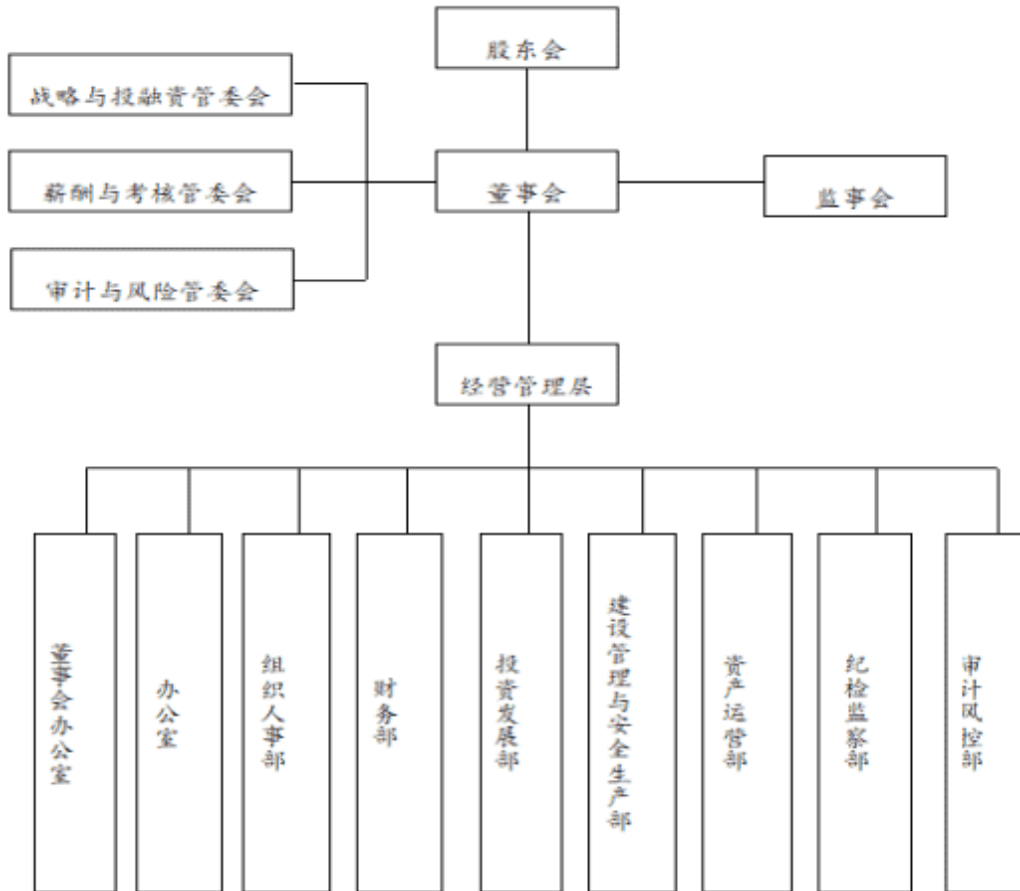 股东会
战略与投融资管委会
薪酬与考核管委会
董事会
监事会
审计与风险管委会
经营管理层
董事会办公室
办公室
组织人事部
财务部
投资发展部
建设管理与安全生产部
资产运营部
纪检监察部
审计风控部